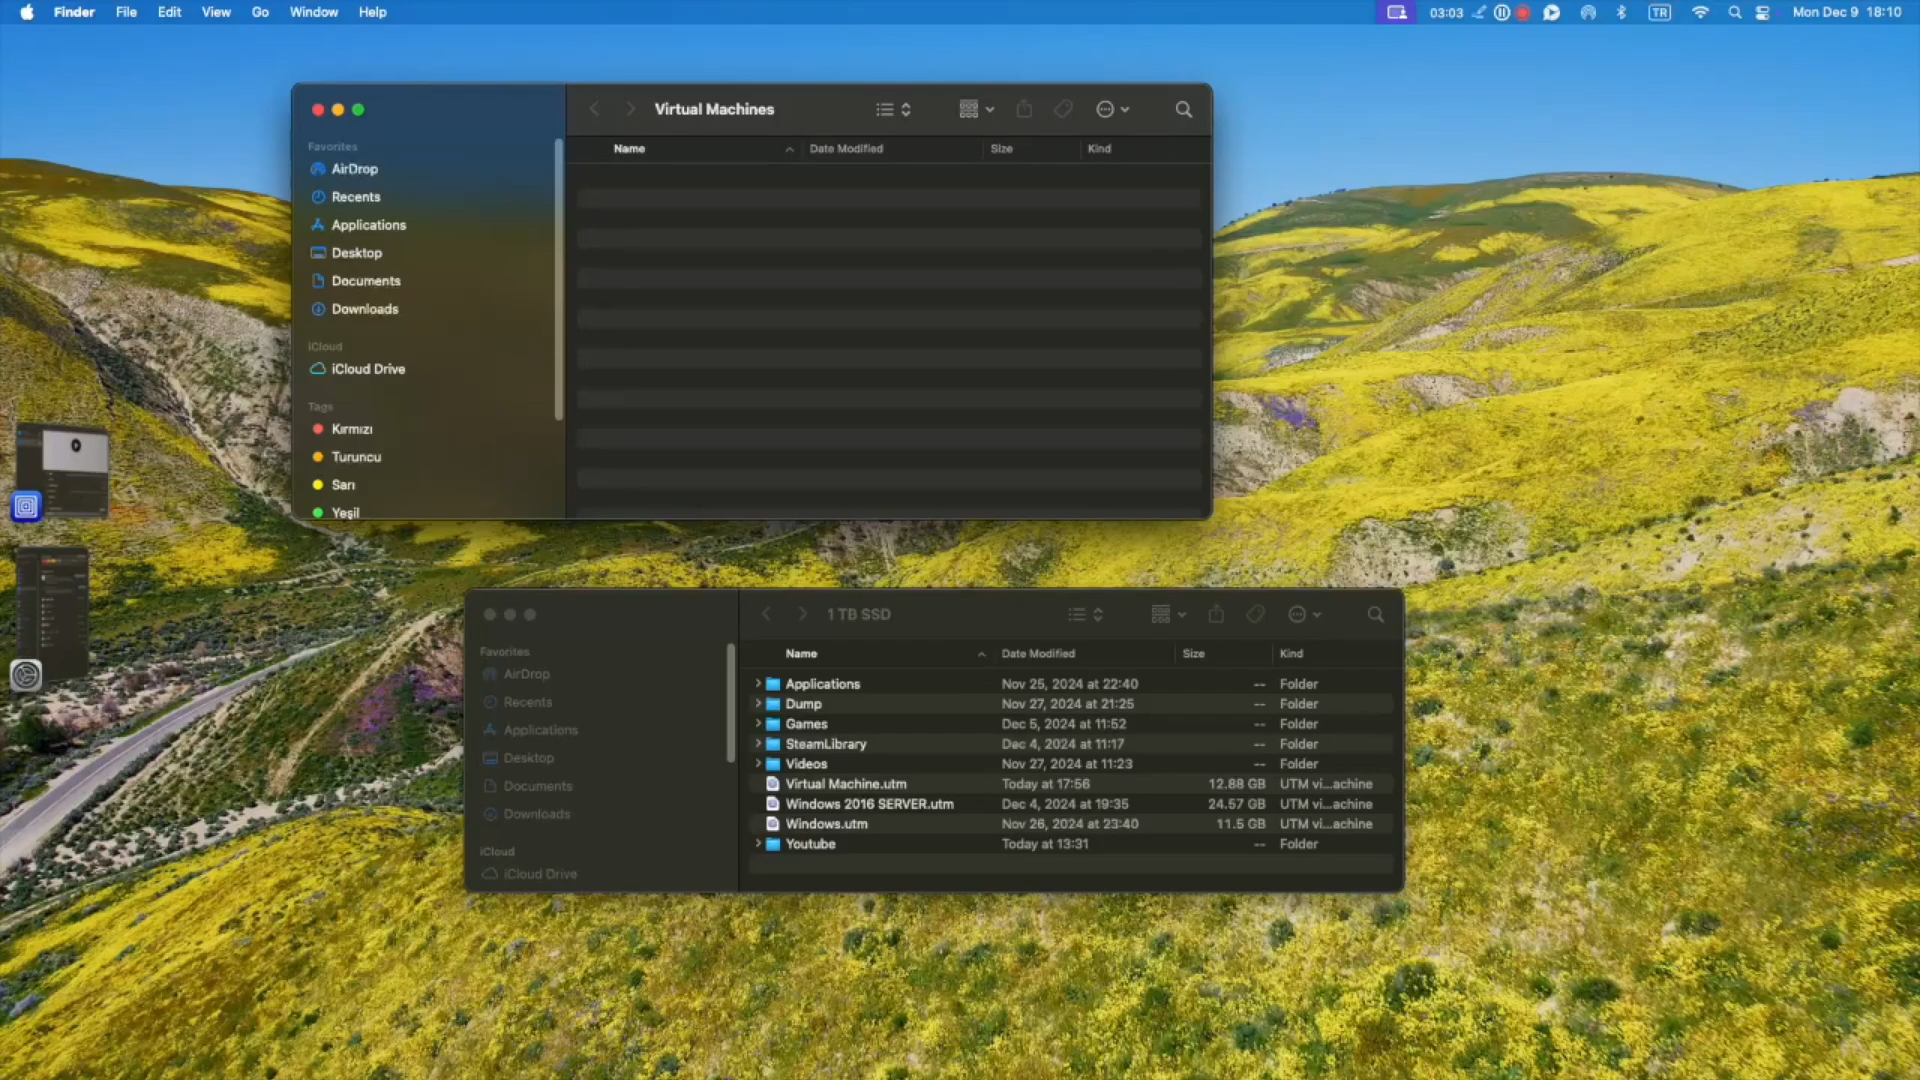 Finder File Edit View Go Window Help
03:03 TR Mon Dec 9 18:10
Virtual Machines
Name Date Modified Size Kind
Favorites
AirDrop
Recents
Applications
Desktop
Documents
Downloads
iCloud
iCloud Drive
Tags
Kırmızı
Turuncu
Sarı
Yeşil
1 TB SSD
Name Date Modified Size Kind
Favorites
AirDrop
Recents
Applications
Desktop
Documents
Downloads
iCloud
iCloud Drive
Applications Nov 25, 2024 at 22:40 -- Folder
Dump Nov 27, 2024 at 21:25 -- Folder
Games Dec 5, 2024 at 11:52 -- Folder
SteamLibrary Dec 4, 2024 at 11:17 -- Folder
Videos Nov 27, 2024 at 11:23 -- Folder
Virtual Machine.utm Today at 17:56 12.88 GB UTM vi...achine
Windows 2016 SERVER.utm Dec 4, 2024 at 19:35 24.57 GB UTM vi...achine
Windows.utm Nov 26, 2024 at 23:40 11.5 GB UTM vi...achine
Youtube Today at 13:31 -- Folder